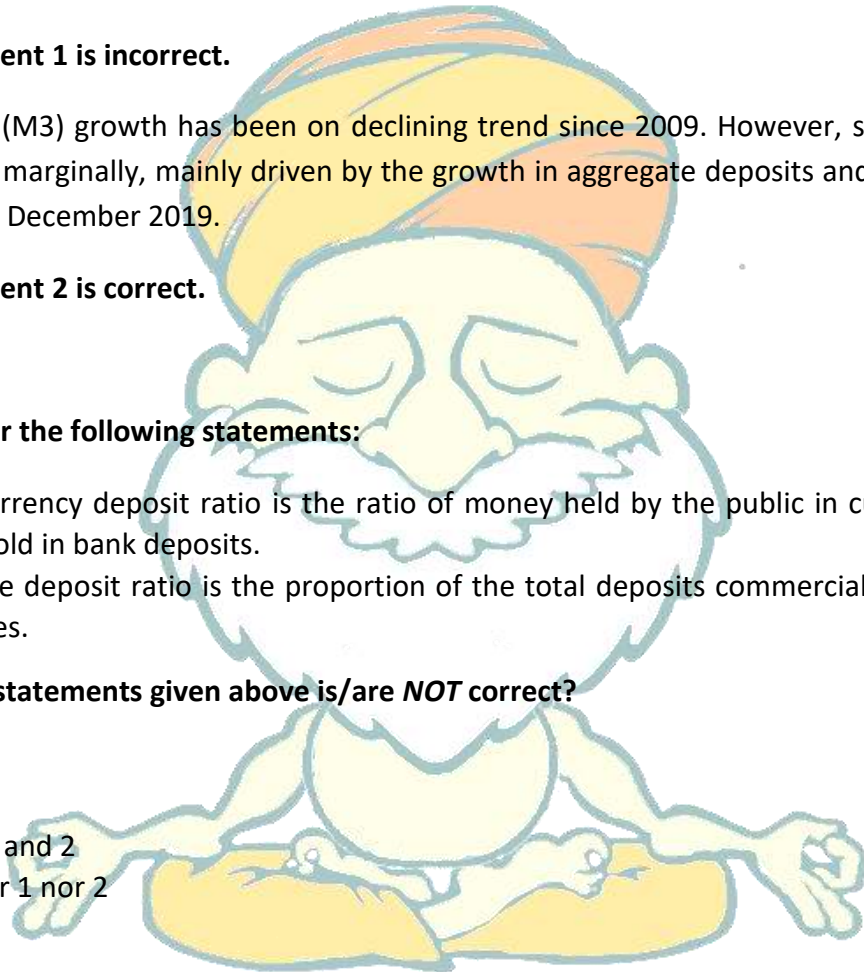 ent 1 is incorrect.
(M3) growth has been on declining trend since 2009. However, s
marginally, mainly driven by the growth in aggregate deposits and
December 2019.
ent 2 is correct.
r the following statements:
rrency deposit ratio is the ratio of money held by the public in cu
old in bank deposits.
e deposit ratio is the proportion of the total deposits commercial
es.
statements given above is/are NOT correct?
and 2
r 1 nor 2